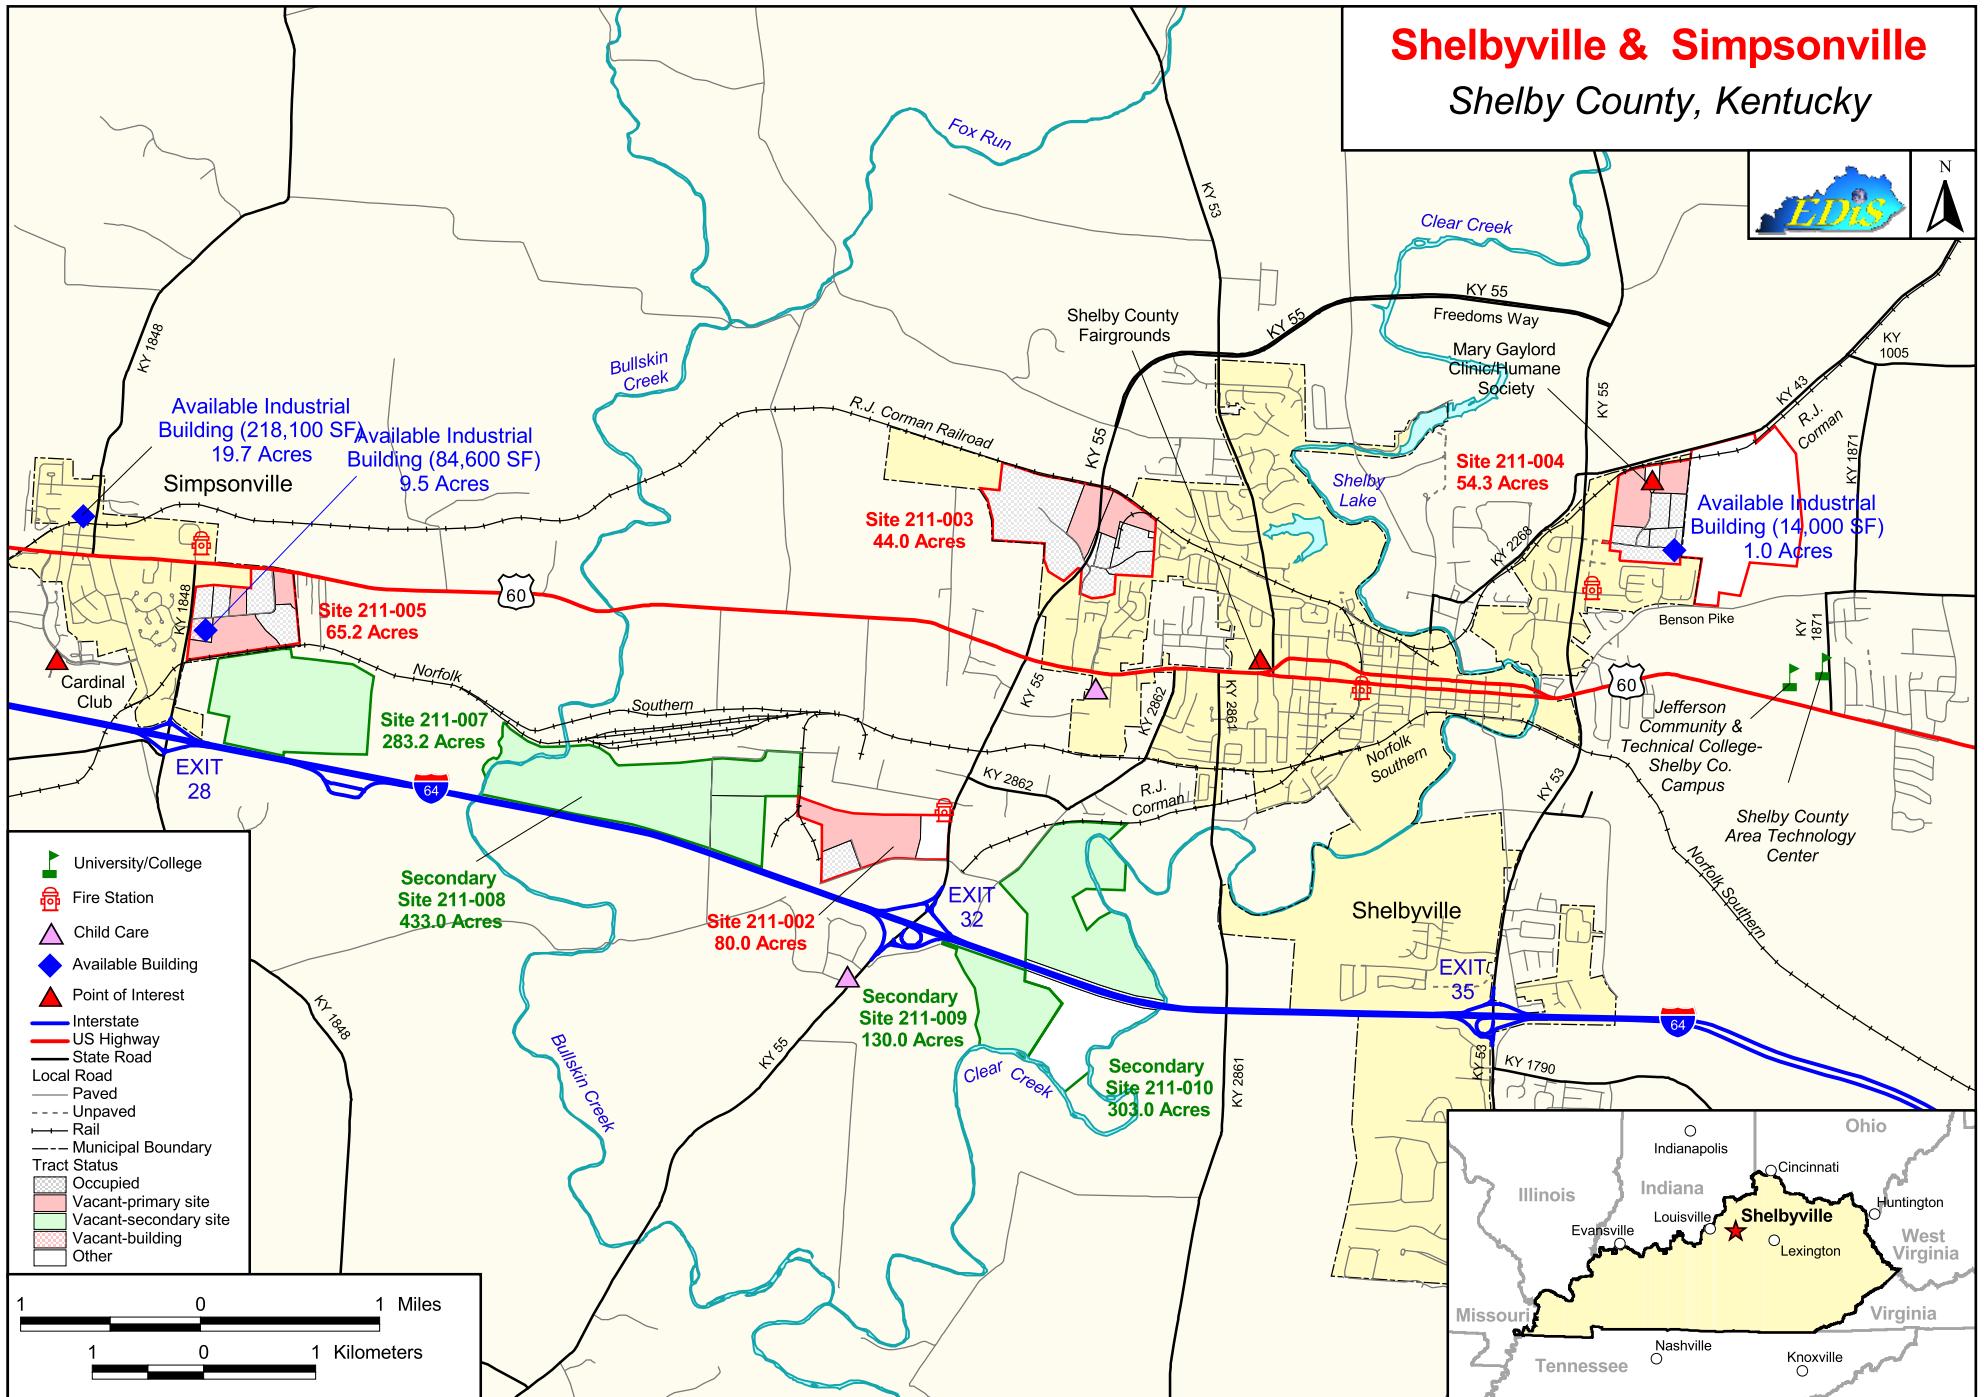 Shelbyville & Simpsonville
Shelby County, Kentucky
EDiS
N
Fox Run
KY 53
Clear Creek
KY 55
Freedoms Way
KY 55
Shelby County
Fairgrounds
Mary Gaylord
Clinic/Humane
Society
KY
1005
KY 1848
Bullskin
Creek
KY 55
KY 43
R.J.
Corman
Available Industrial
Building (218,100 SF)
19.7 Acres
Available Industrial
Building (84,600 SF)
9.5 Acres
R.J. Corman Railroad
KY 55
KY 1871
Simpsonville
Shelby
Lake
Site 211-004
54.3 Acres
Available Industrial
Building (14,000 SF)
1.0 Acres
Site 211-003
44.0 Acres
KY 2268
60
KY 1848
Site 211-005
65.2 Acres
Benson Pike
KY
1871
Cardinal
Club
Norfolk
Southern
KY 55
KY 2862
KY 2861
60
Jefferson
Community &
Technical College-
Shelby Co.
Campus
Site 211-007
283.2 Acres
Norfolk
Southern
EXIT
28
64
KY 2862
R.J.
Corman
KY 53
Shelby County
Area Technology
Center
Norfolk Southern
Secondary
Site 211-008
433.0 Acres
Site 211-002
80.0 Acres
EXIT
32
Shelbyville
EXIT
35
64
Secondary
Site 211-009
130.0 Acres
KY 1848
Bullskin Creek
KY 55
Clear Creek
Secondary
Site 211-010
303.0 Acres
KY 2861
KY 53
KY 1790
University/College
Fire Station
Child Care
Available Building
Point of Interest
Interstate
US Highway
State Road
Local Road
Paved
Unpaved
Rail
Municipal Boundary
Tract Status
Occupied
Vacant-primary site
Vacant-secondary site
Vacant-building
Other
1 0 1 Miles
1 0 1 Kilometers
Ohio
Indianapolis
Cincinnati
Illinois
Indiana
Huntington
Louisville
Shelbyville
Evansville
West
Virginia
Lexington
Missouri
Virginia
Nashville
Tennessee
Knoxville